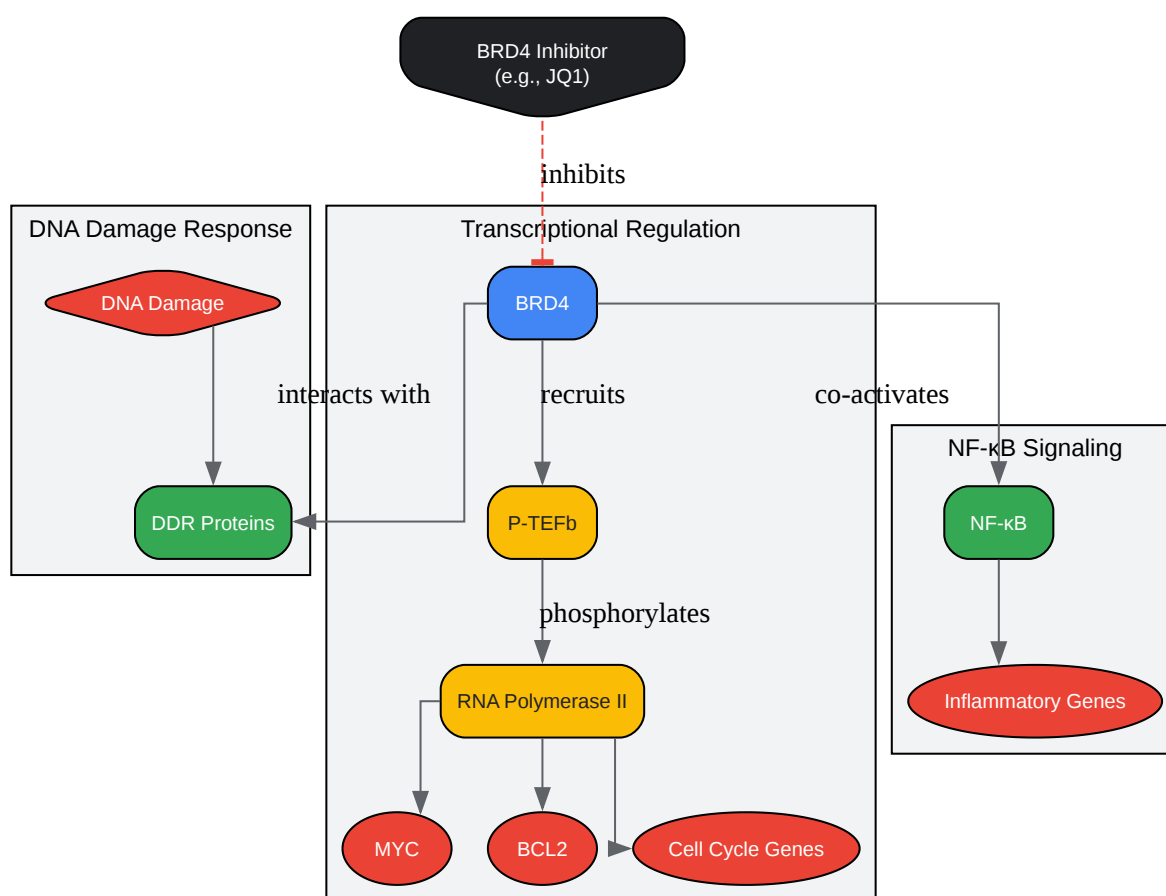 BRD4 Inhibitor
(e.g., JQ1)
inhibits
DNA Damage Response
Transcriptional Regulation
DNA Damage
BRD4
interacts with
recruits
co-activates
NF-κB Signaling
DDR Proteins
P-TEFb
NF-κB
phosphorylates
RNA Polymerase II
Inflammatory Genes
MYC
BCL2
Cell Cycle Genes